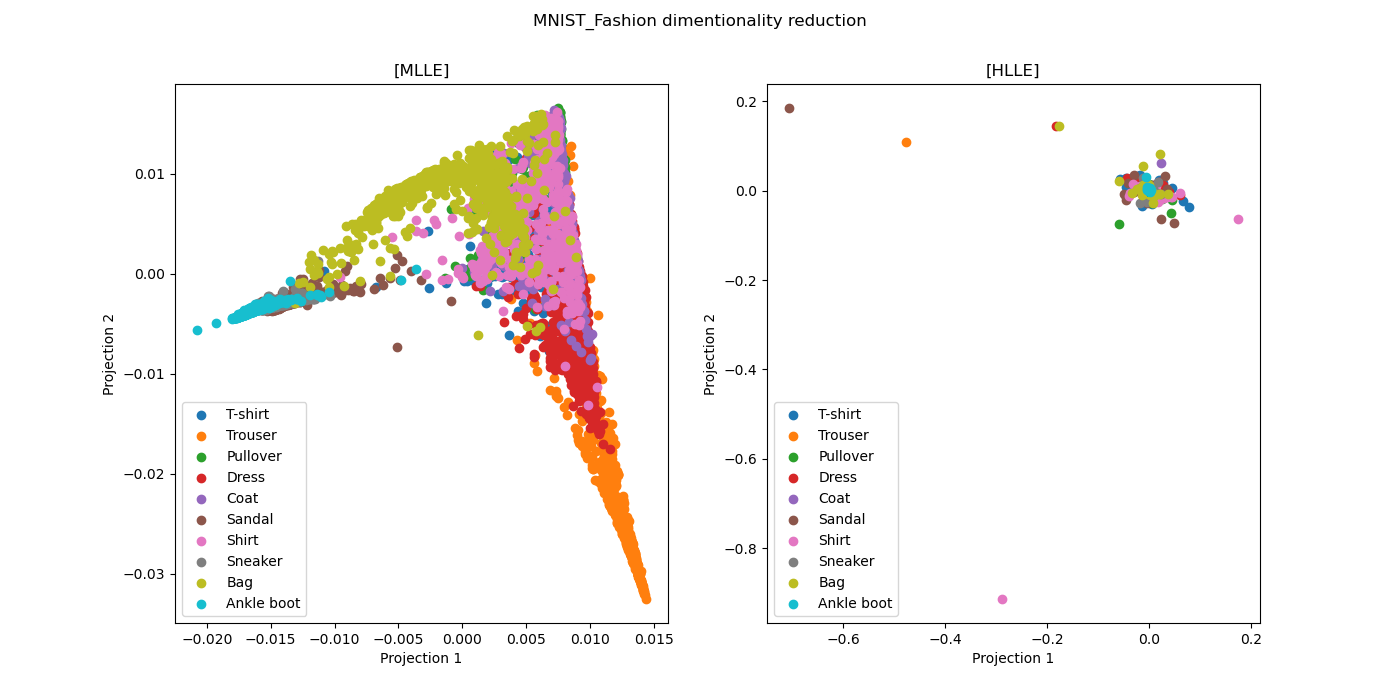 MNIST_Fashion dimentionality reduction
[MLLE]
Projection 2
0.01
0.00
−0.01
−0.02
−0.03
T-shirt
Trouser
Pullover
Dress
Coat
Sandal
Shirt
Sneaker
Bag
Ankle boot
−0.020 −0.015 −0.010 −0.005 0.000 0.005 0.010 0.015
Projection 1
[HLLE]
Projection 2
0.2
0.0
−0.2
−0.4
−0.6
−0.8
T-shirt
Trouser
Pullover
Dress
Coat
Sandal
Shirt
Sneaker
Bag
Ankle boot
−0.6 −0.4 −0.2 0.0 0.2
Projection 1